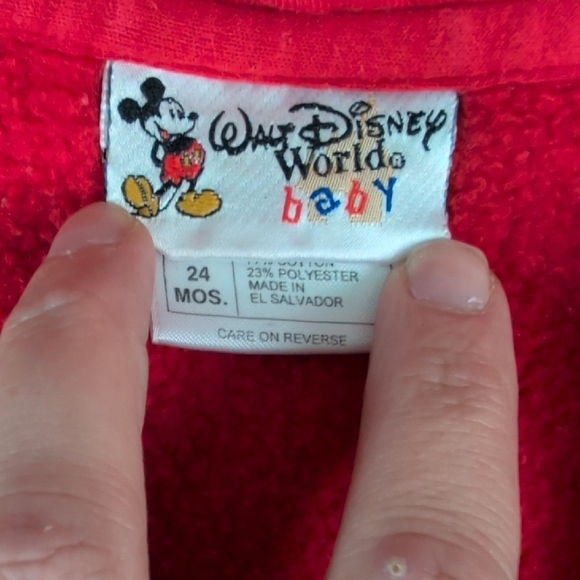 Walt Disney
World®
baby
24
MOS.
COTTON
23% POLYESTER
MADE IN
EL SALVADOR
CARE ON REVERSE